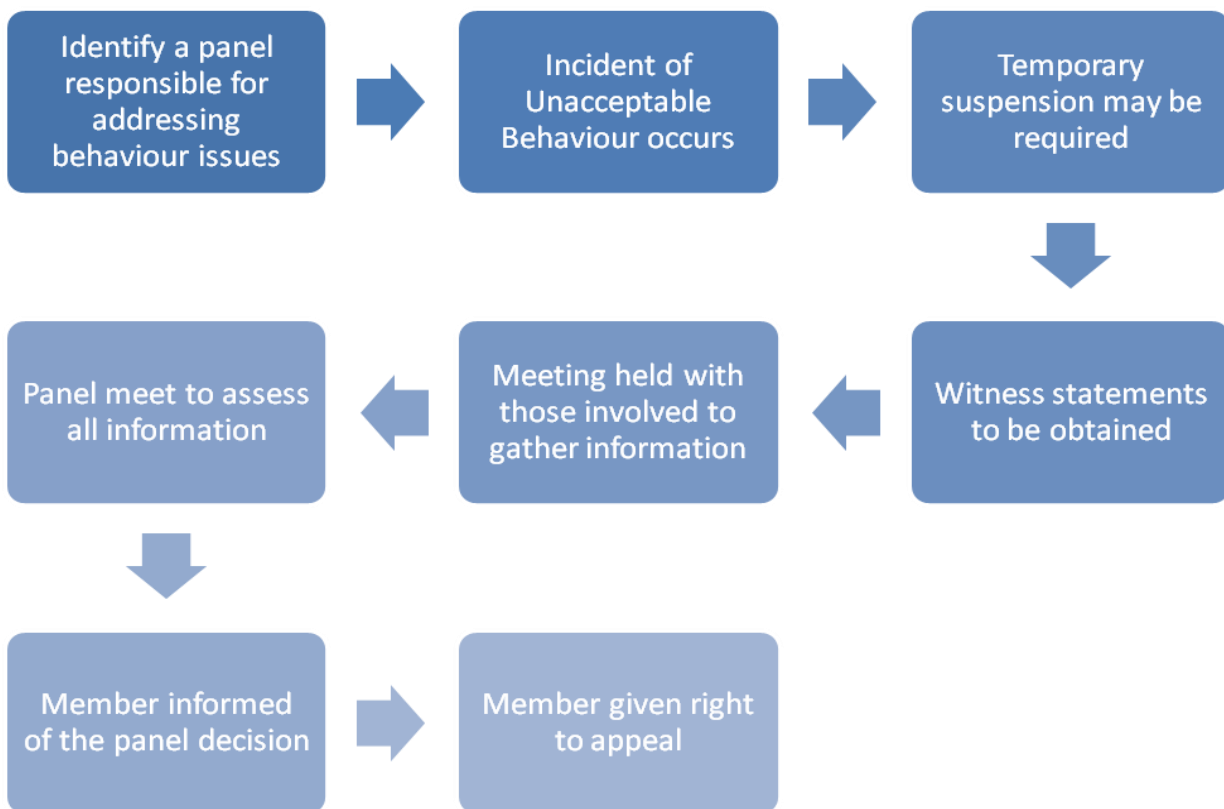 Identify a panel
responsible for
addressing
behaviour issues
Incident of
Unacceptable
Behaviour occurs
Temporary
suspension may be
required
Witness statements
to be obtained
Meeting held with
those involved to
gather information
Panel meet to assess
all information
Member informed
of the panel decision
Member given right
to appeal